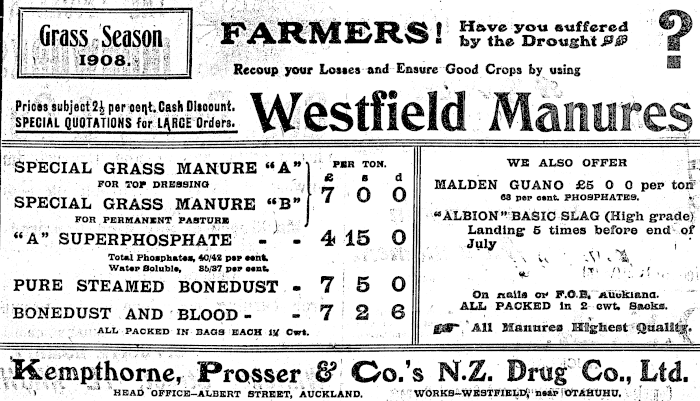 Grass Season
1908.
FARMERS! Have you suffered
by the Drought
?
Recoup your Losses and Ensure Good Crops by using
Prices subject 2½ per cent. Cash Discount.
SPECIAL QUOTATIONS for LARGE Orders.
Westfield Manures
PER TON.
£ s d
SPECIAL GRASS MANURE "A"
FOR TOP DRESSING
SPECIAL GRASS MANURE "B"
FOR PERMANENT PASTURE
7 0 0
"A" SUPERPHOSPHATE - - 4 15 0
Total Phosphates, 40/42 per cent.
Water Soluble, 35/37 per cent.
PURE STEAMED BONEDUST - 7 5 0
BONEDUST AND BLOOD - - 7 2 6
ALL PACKED IN BAGS EACH 1½ Cwt.
WE ALSO OFFER
MALDEN GUANO £5 0 0 per ton
63 per cent. PHOSPHATES.
"ALBION" BASIC SLAG (High grade)
Landing 5 times before end of
July
On Rails or F.O.B. Auckland.
ALL PACKED in 2 cwt. Sacks.
All Manures Highest Quality.
Kempthorne, Prosser & Co.'s N.Z. Drug Co., Ltd.
HEAD OFFICE-ALBERT STREET, AUCKLAND. WORKS-WESTFIELD, near OTAHUHU.